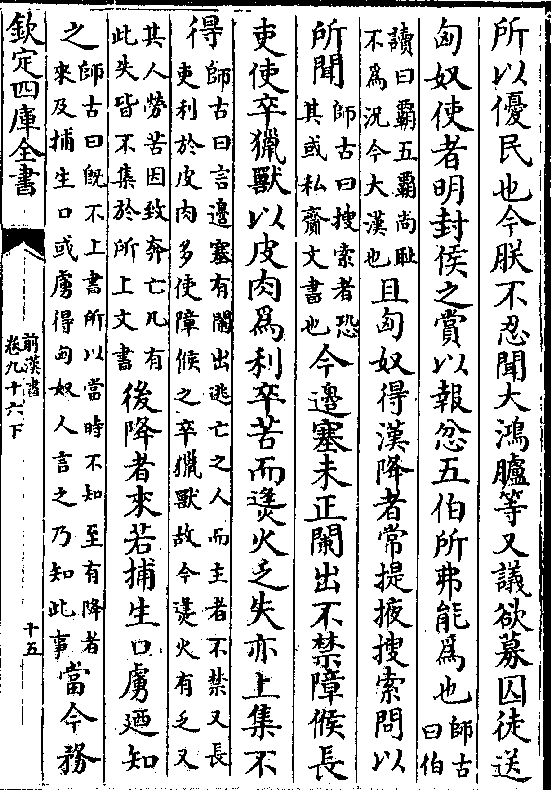 所以優民也今朕不忍聞大鴻臚等又議欲募囚徒送
匈奴使者明封侯之賞以報忿五伯所弗能為也師古
曰伯
讀曰霸五霸尚耻
不為況今大漢也且匈奴得漢降者常提掖搜索問以
所聞師古曰搜索者恐
其或私齎文書也今邉塞未正闌出不禁障候長
吏使卒獵獸以皮肉為利卒苦而㷭火乏失亦上集不
得師古曰言邉塞有闌出逃亡之人而主者不禁又長
吏利於皮肉多使障候之卒獵獸故令㷭火有乏又
其人勞苦因致奔亡凡有
此失皆不集於所上文書後降者來若捕生口虜廼知
之師古曰旣不上書所以當時不知至有降者
來及捕生口或虜得匈奴人言之乃知此事當今務
欽定四庫全書
前漢書
卷九十六下
十五